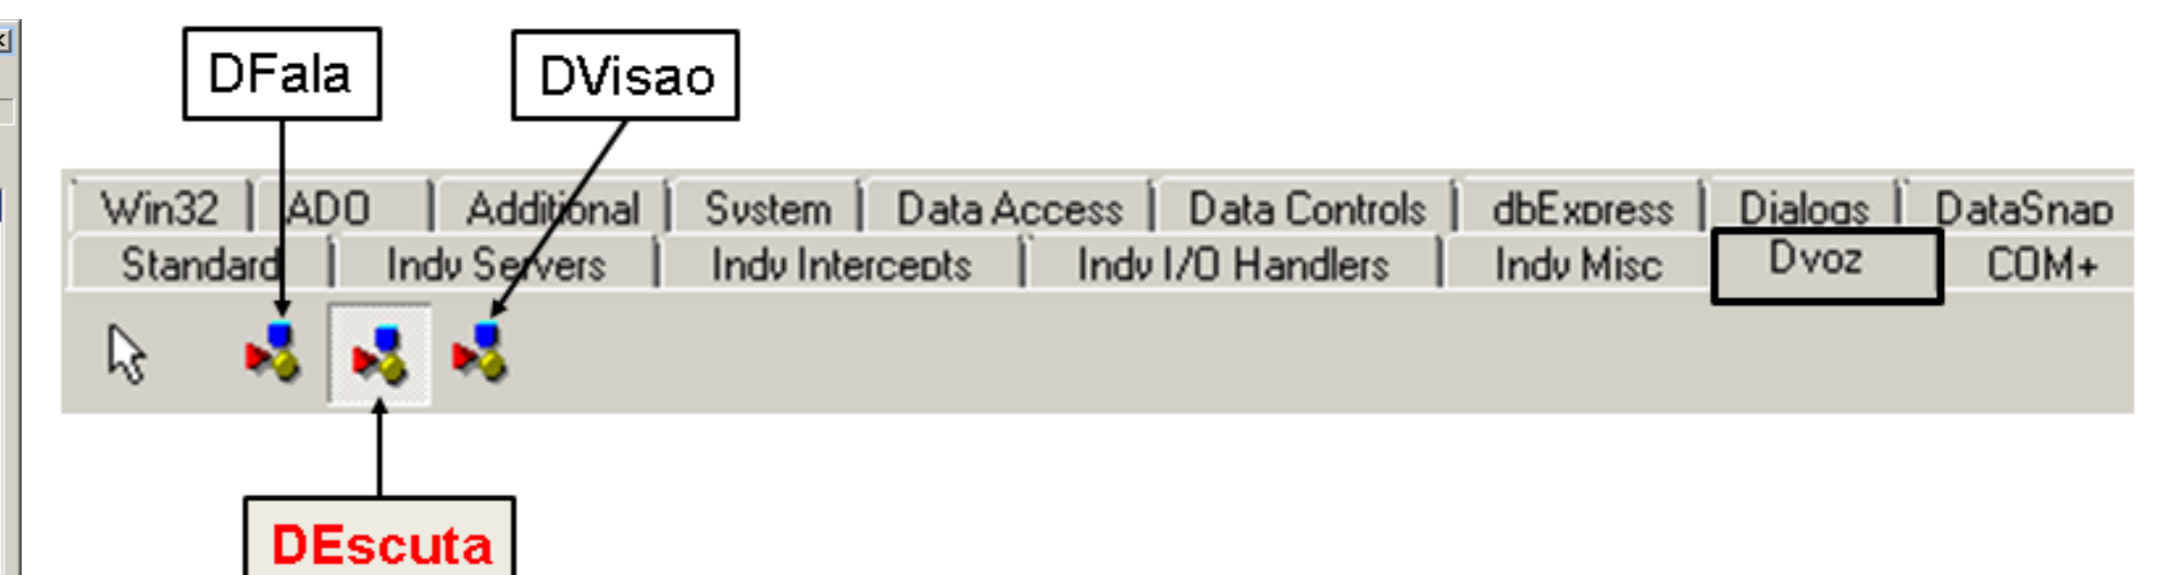 DFala DVisao
Win32 ADO Additional System Data Access Data Controls dbExpress Dialogs DataSnap
Standard Indy Servers Indy Intercepts Indy I/O Handlers Indy Misc Dvoz COM+
DEscuta